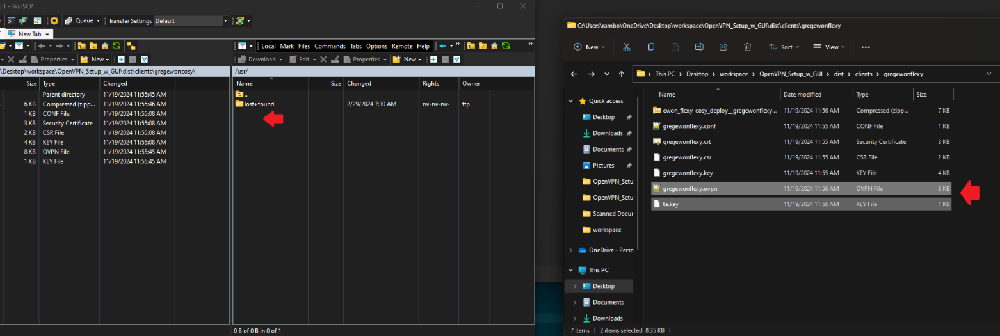 3.1 – WinSCP
Queue
Transfer Settings Default
New Tab
Properties New
\Desktop\workspace\OpenVPN_Setup_w_GUI\dist\clients\gregewoncosy\
Size Type Changed
Parent directory 11/19/2024 11:55:45 AM
6 KB Compressed (zipp... 11/19/2024 11:55:46 AM
1 KB CONF File 11/19/2024 11:55:08 AM
3 KB Security Certificate 11/19/2024 11:55:08 AM
2 KB CSR File 11/19/2024 11:55:08 AM
4 KB KEY File 11/19/2024 11:55:08 AM
8 KB OVPN File 11/19/2024 11:55:45 AM
1 KB KEY File 11/19/2024 11:55:45 AM
Local Mark Files Commands Tabs Options Remote Help
Download Edit Properties New
/usr/
Name Size Changed Rights Owner
..
lost+found 2/29/2024 7:30 AM rw-rw-rw- ftp
0 B of 0 B in 0 of 1
C:\Users\rambo\OneDrive\Desktop\workspace\OpenVPN_Setup_w_GUI\dist\clients\gregewonflexy
New Sort View
This PC > Desktop > workspace > OpenVPN_Setup_w_GUI > dist > clients > gregewonflexy
Quick access
Desktop
Downloads
Documents
Pictures
OpenVPN_Setu
OpenVPN_Setu
Scanned Docur
workspace
OneDrive - Perso
This PC
Desktop
Documents
Downloads
Name Date modified Type Size
ewon_flexy-cosy_deploy__gregewonflexy... 11/19/2024 11:56 AM Compressed (zipp... 7 KB
gregewonflexy.conf 11/19/2024 11:55 AM CONF File 1 KB
gregewonflexy.crt 11/19/2024 11:55 AM Security Certificate 3 KB
gregewonflexy.csr 11/19/2024 11:55 AM CSR File 2 KB
gregewonflexy.key 11/19/2024 11:55 AM KEY File 4 KB
gregewonflexy.ovpn 11/19/2024 11:56 AM OVPN File 8 KB
ta.key 11/19/2024 11:56 AM KEY File 1 KB
7 items 2 items selected 8.35 KB